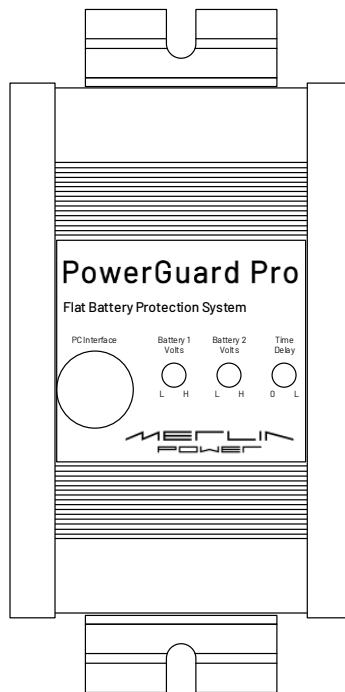 PowerGuard Pro
Flat Battery Protection System
PC Interface
Battery 1
Volts
Battery 2
Volts
Time
Delay
L H
L H
0 L
MERLIN
POWER